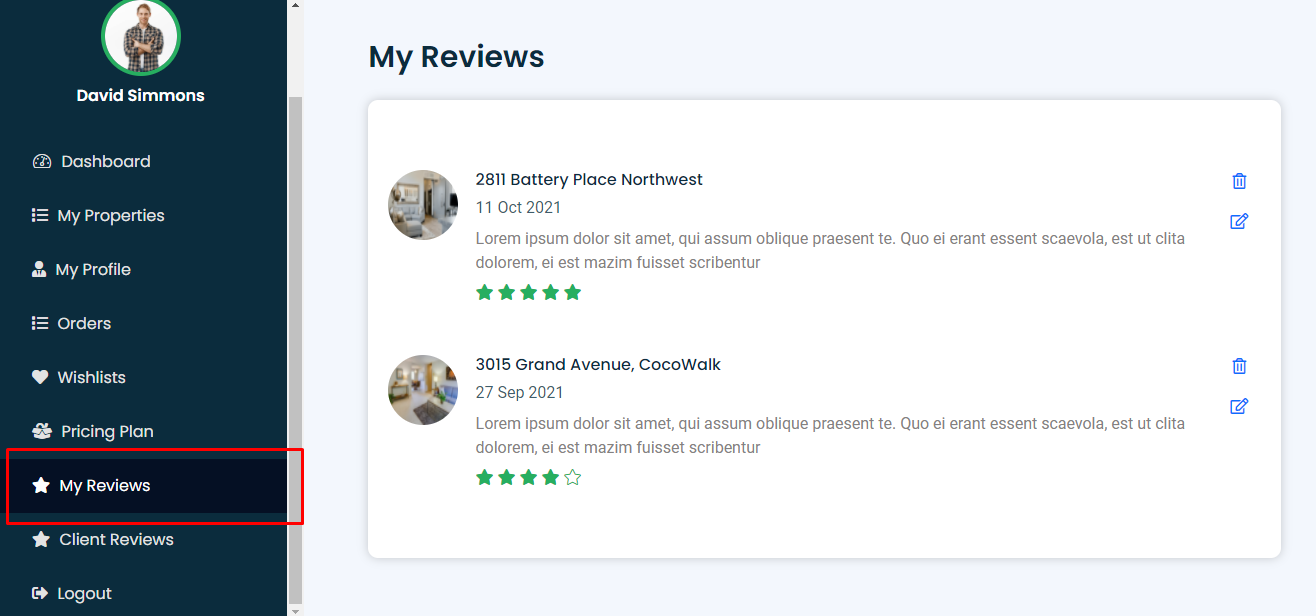 David Simmons
Dashboard
My Properties
My Profile
Orders
Wishlists
Pricing Plan
My Reviews
Client Reviews
Logout
My Reviews
2811 Battery Place Northwest
11 Oct 2021
Lorem ipsum dolor sit amet, qui assum oblique praesent te. Quo ei erant essent scaevola, est ut clita
dolorem, ei est mazim fuisset scribentur
3015 Grand Avenue, CocoWalk
27 Sep 2021
Lorem ipsum dolor sit amet, qui assum oblique praesent te. Quo ei erant essent scaevola, est ut clita
dolorem, ei est mazim fuisset scribentur